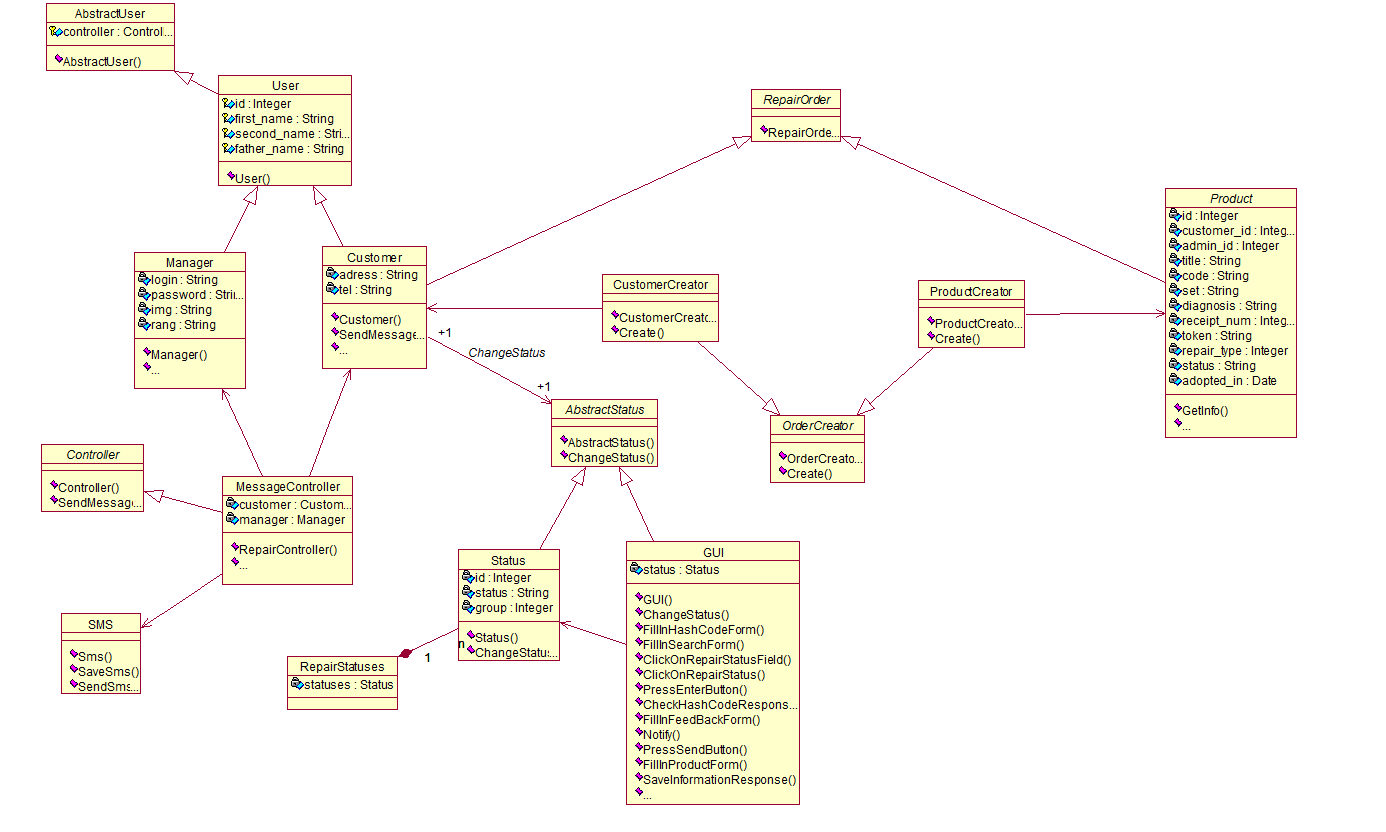 AbstractUser
controller : Control...
AbstractUser()
User
id : Integer
first_name : String
second_name : Stri...
father_name : String
User()
RepairOrder
RepairOrde...
Product
id : Integer
customer_id : Integ...
admin_id : Integer
title : String
code : String
set : String
diagnosis : String
receipt_num : Integ...
token : String
repair_type : Integer
status : String
adopted_in : Date
GetInfo()
...
Manager
login : String
password : Strin...
img : String
rang : String
Manager()
...
Customer
adress : String
tel : String
Customer()
SendMessage...
...
CustomerCreator
CustomerCreato...
Create()
ProductCreator
ProductCreato...
Create()
+1
ChangeStatus
+1
AbstractStatus
AbstractStatus()
ChangeStatus()
OrderCreator
OrderCreato...
Create()
Controller
Controller()
SendMessage...
MessageController
customer : Custom...
manager : Manager
RepairController()
...
SMS
Sms()
SaveSms()
SendSms...
Status
id : Integer
status : String
group : Integer
Status()
ChangeStatu...
n
1
RepairStatuses
statuses : Status
GUI
status : Status
GUI()
ChangeStatus()
FillInHashCodeForm()
FillInSearchForm()
ClickOnRepairStatusField()
ClickOnRepairStatus()
PressEnterButton()
CheckHashCodeRespons...
FillInFeedBackForm()
Notify()
PressSendButton()
FillInProductForm()
SaveInformationResponse()
...